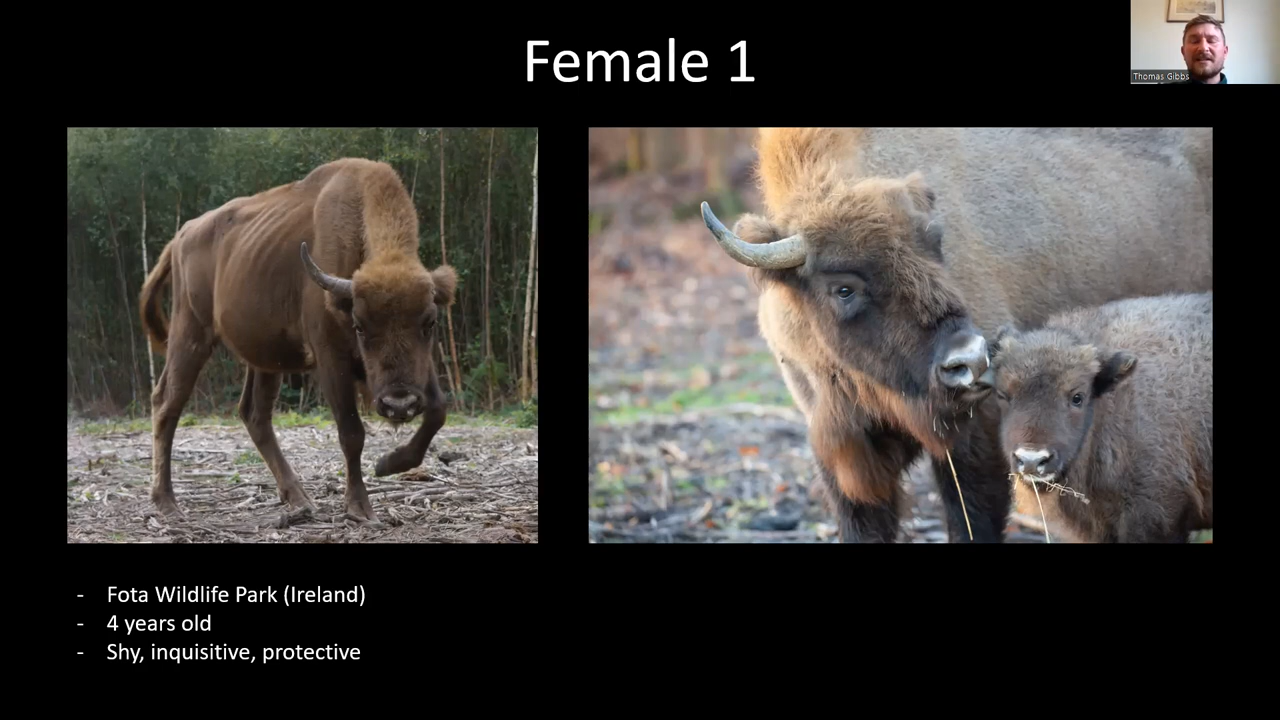 Female 1
Thomas Gibbs
- Fota Wildlife Park (Ireland)
- 4 years old
- Shy, inquisitive, protective